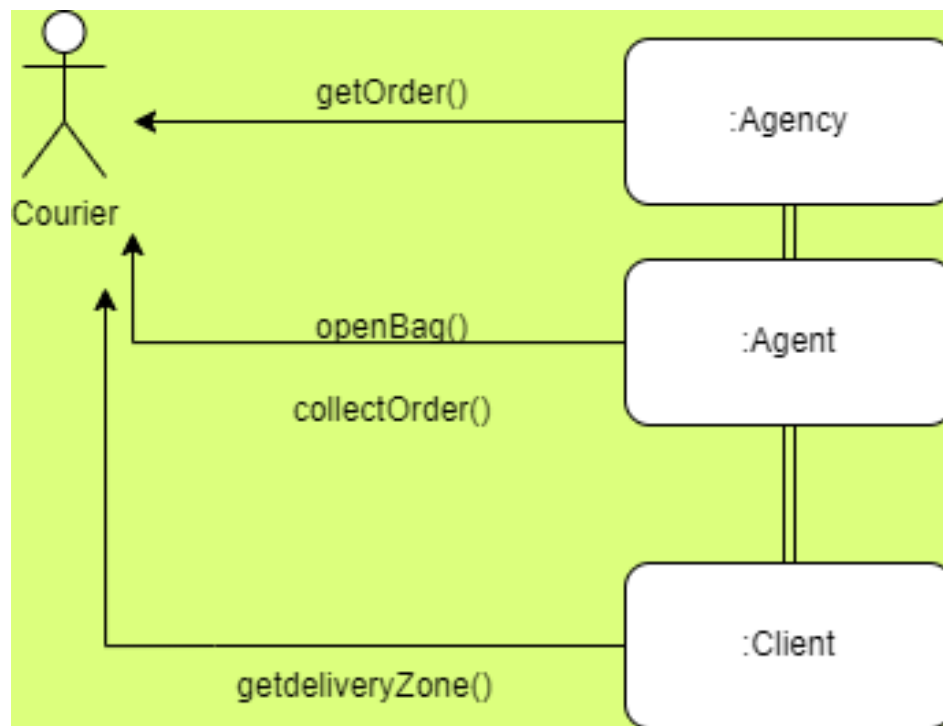 getOrder()
:Agency
Courier
openBag()
:Agent
collectOrder()
:Client
getdeliveryZone()